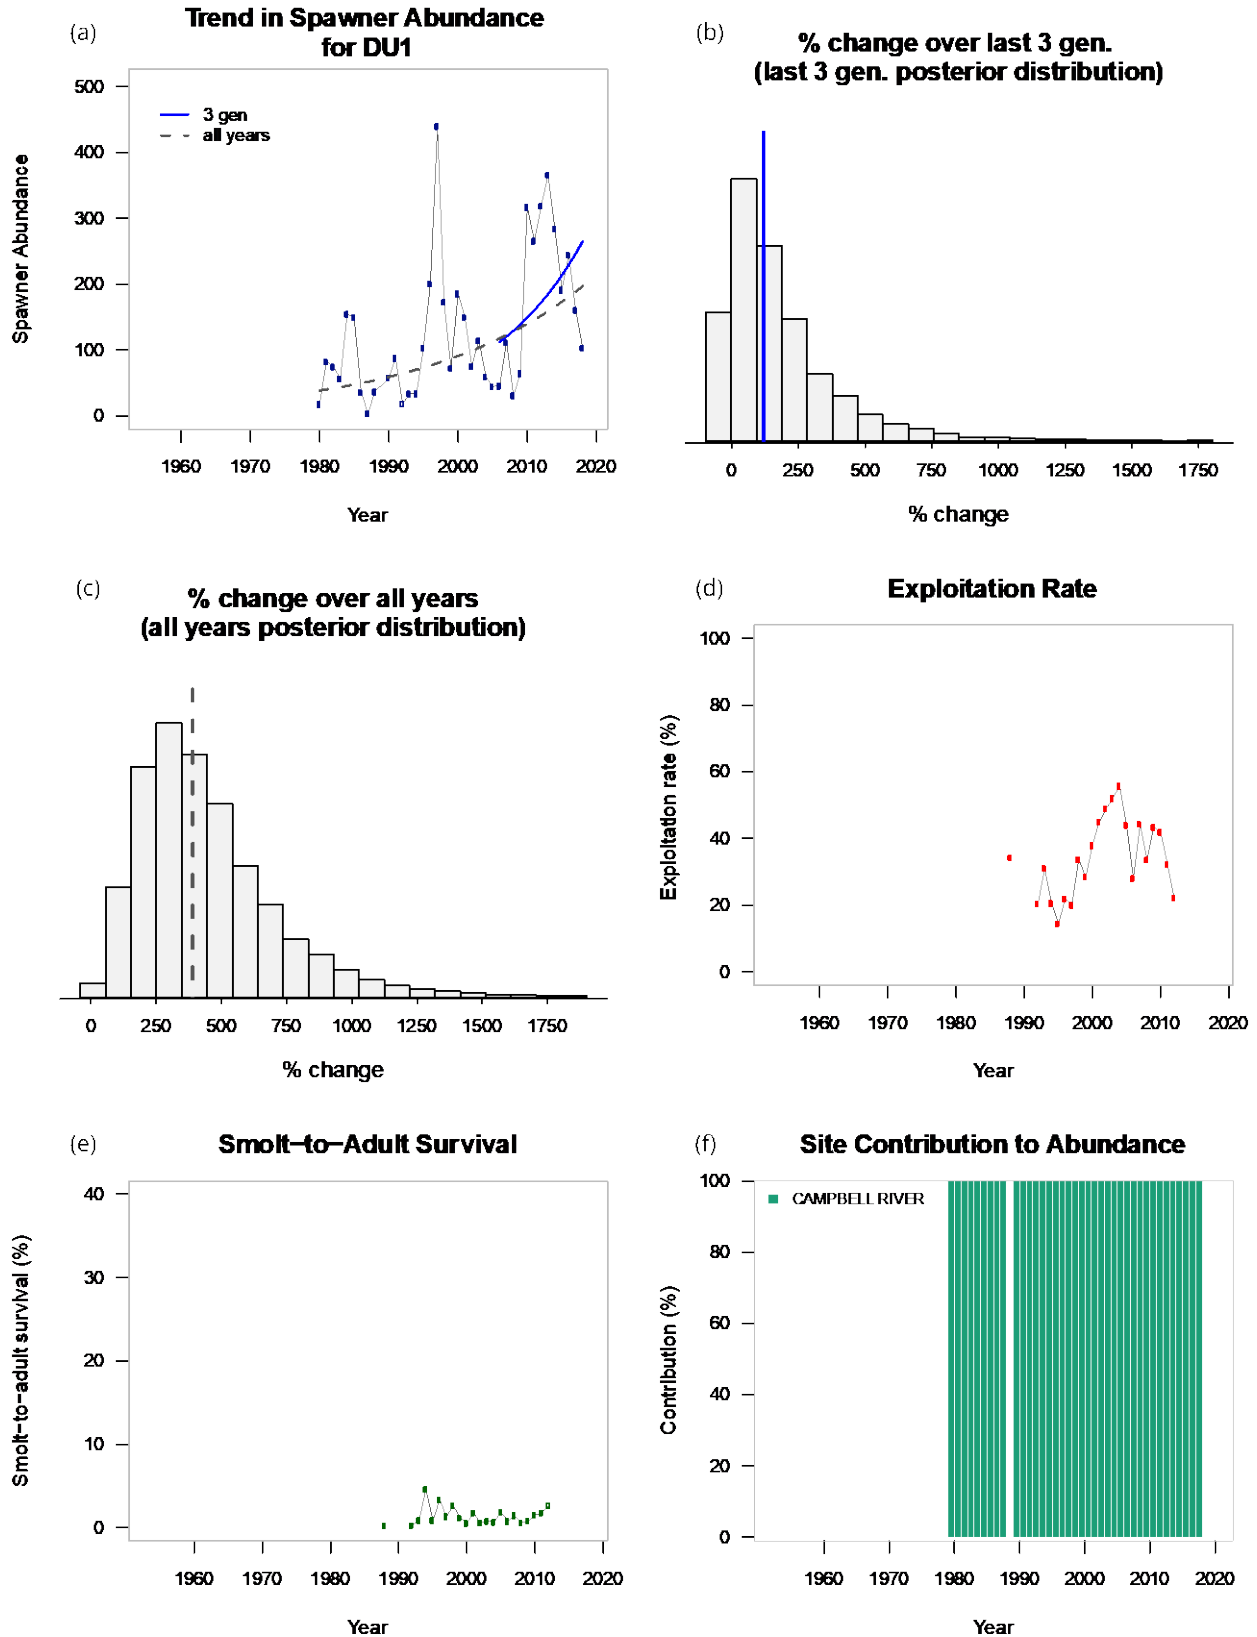 (a)
Trend in Spawner Abundance
for DU1
500
400
300
200
100
0
Spawner Abundance
3 gen
all years
1960 1970 1980 1990 2000 2010 2020
Year
(b)
% change over last 3 gen.
(last 3 gen. posterior distribution)
0 250 500 750 1000 1250 1500 1750
% change
(c)
% change over all years
(all years posterior distribution)
0 250 500 750 1000 1250 1500 1750
% change
(d)
Exploitation Rate
100
80
60
40
20
0
Exploitation rate (%)
1960 1970 1980 1990 2000 2010 2020
Year
(e)
Smolt-to-Adult Survival
40
30
20
10
0
Smolt-to-adult survival (%)
1960 1970 1980 1990 2000 2010 2020
Year
(f)
Site Contribution to Abundance
100
80
60
40
20
0
Contribution (%)
CAMPBELL RIVER
1960 1970 1980 1990 2000 2010 2020
Year